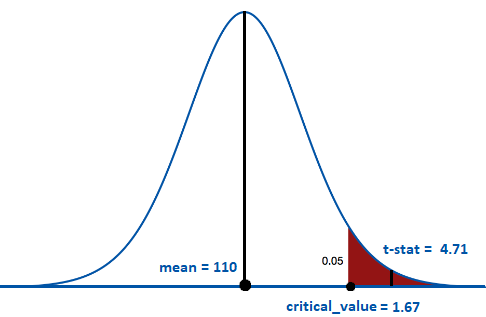 t-stat = 4.71
0.05
mean = 110
critical_value = 1.67